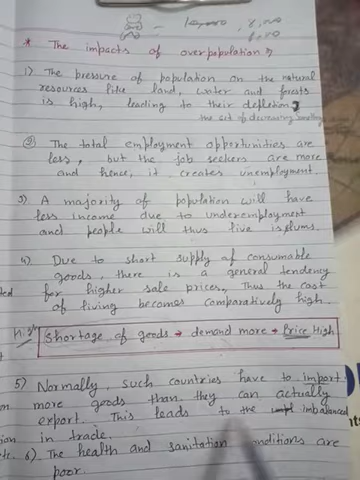 * The impacts of overpopulation
1) The pressure of population on the natural
resources like land, water and forests
is high, leading to their depletion
the act of decreasing something
2) The total employment opportunities are
less, but the job seekers are more
and hence, it creates unemployment.
3) A majority of population will have
less income due to underemployment
and people will thus live is slums.
4) Due to short supply of consumable
goods, there is a general tendency
for higher sale prices, Thus the cost
of living becomes comparatively high.
Shortage of goods → demand more → Price High
5) Normally, such countries have to import
more goods than they can actually
export. This leads to the imbalanced
in trade.
6) The health and sanitation conditions are
poor.